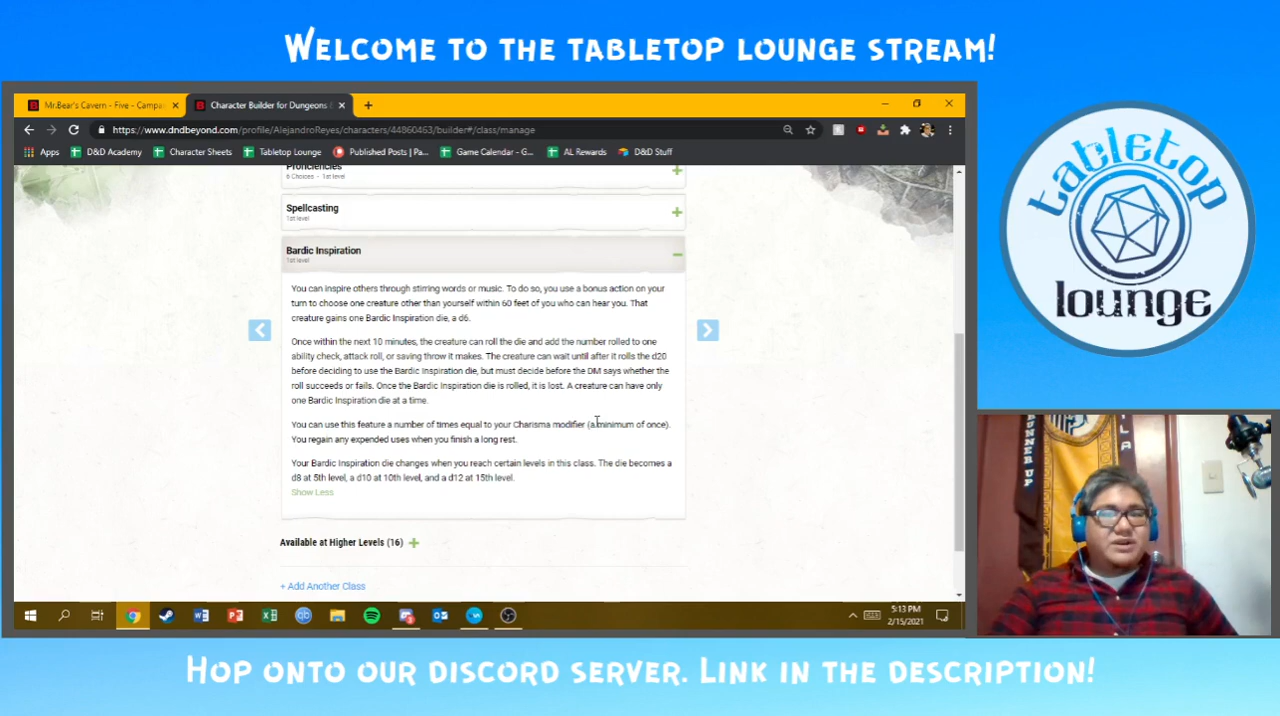 WELCOME TO THE TABLETOP LOUNGE STREAM!
Mr.Bear's Cavern - Five - Campa
Character Builder for Dungeons &
https://www.dndbeyond.com/profile/AlejandroReyes/characters/44860463/builder#/class/manage
Apps
D&D Academy
Character Sheets
Tabletop Lounge
Published Posts | Pa...
Game Calendar - G...
AL Rewards
D&D Stuff
Proficiencies
6 Choices • 1st level
Spellcasting
1st level
Bardic Inspiration
1st level
You can inspire others through stirring words or music. To do so, you use a bonus action on your
turn to choose one creature other than yourself within 60 feet of you who can hear you. That
creature gains one Bardic Inspiration die, a d6.
Once within the next 10 minutes, the creature can roll the die and add the number rolled to one
ability check, attack roll, or saving throw it makes. The creature can wait until after it rolls the d20
before deciding to use the Bardic Inspiration die, but must decide before the DM says whether the
roll succeeds or fails. Once the Bardic Inspiration die is rolled, it is lost. A creature can have only
one Bardic Inspiration die at a time.
You can use this feature a number of times equal to your Charisma modifier (a minimum of once).
You regain any expended uses when you finish a long rest.
Your Bardic Inspiration die changes when you reach certain levels in this class. The die becomes a
d8 at 5th level, a d10 at 10th level, and a d12 at 15th level.
Show Less
Available at Higher Levels (16)
+ Add Another Class
5:13 PM
2/15/2021
tabletop
lounge
RUNNER UP
LA
HOP ONTO OUR DISCORD SERVER. LINK IN THE DESCRIPTION!